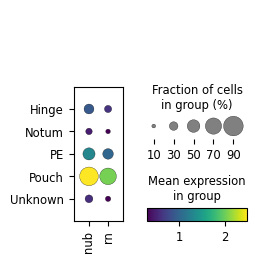 Fraction of cells
in group (%)
Hinge
Notum
PE
Pouch
Unknown
10 30 50 70 90
Mean expression
in group
1 2
nub
rn